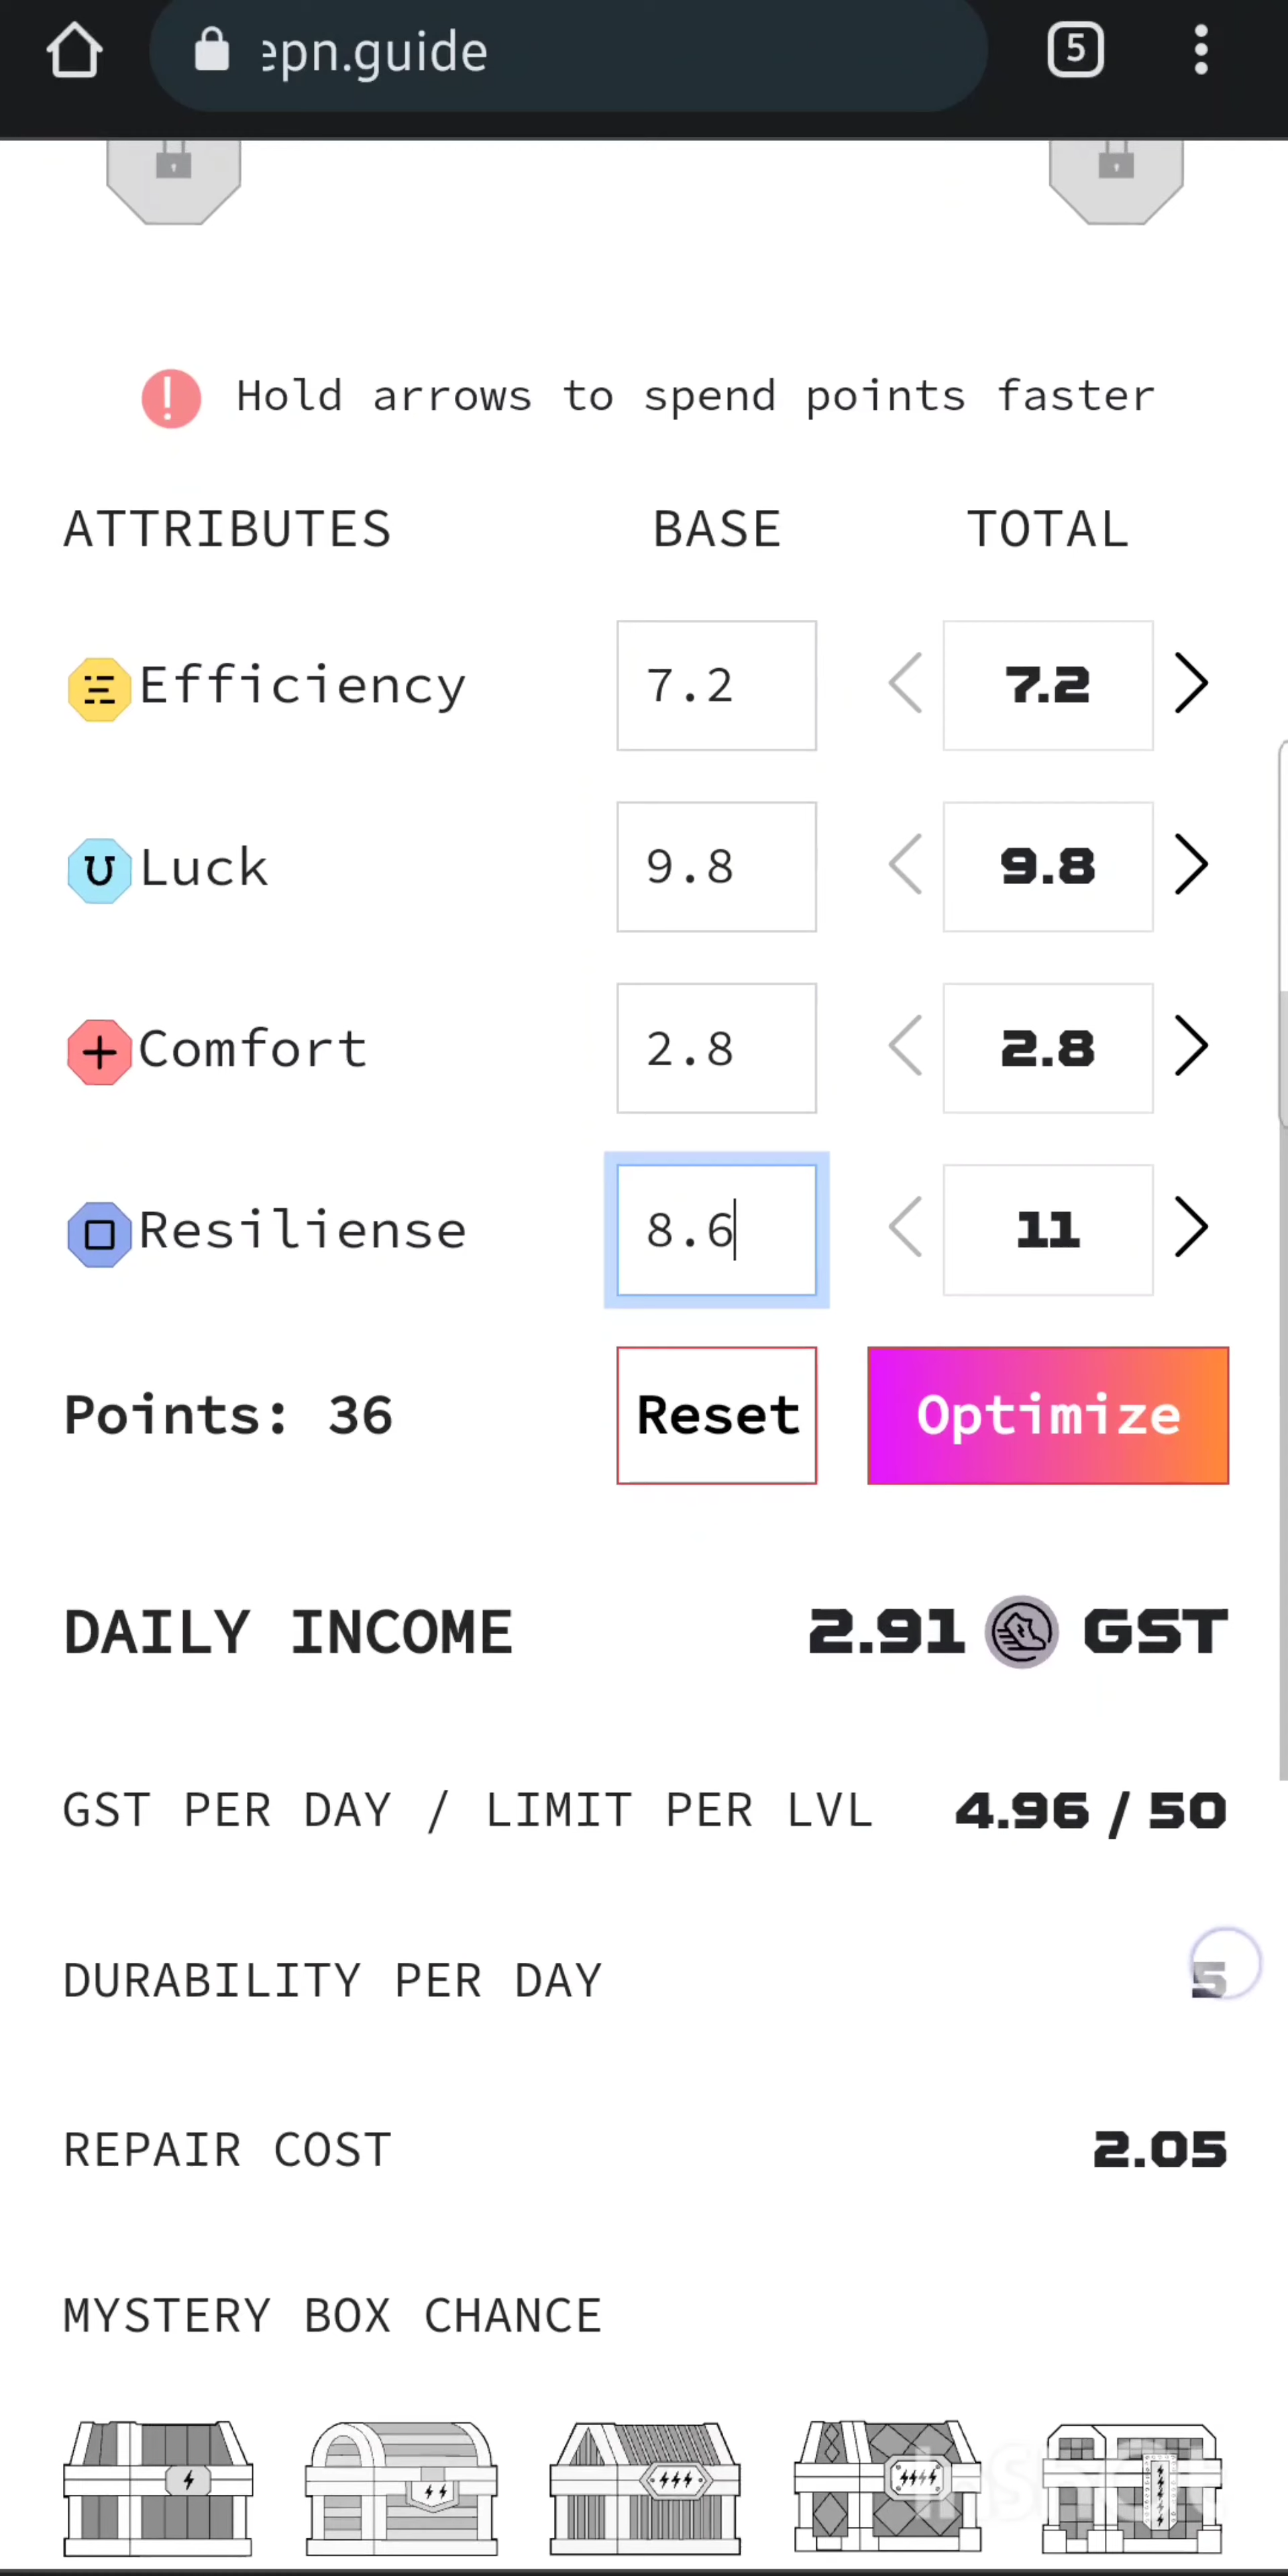 epn.guide
5
Hold arrows to spend points faster
ATTRIBUTES BASE TOTAL
Efficiency 7.2 7.2
Luck 9.8 9.8
Comfort 2.8 2.8
Resiliense 8.6 11
Points: 36 Reset Optimize
DAILY INCOME 2.91 GST
GST PER DAY / LIMIT PER LVL 4.96 / 50
DURABILITY PER DAY 5
REPAIR COST 2.05
MYSTERY BOX CHANCE
InShOt